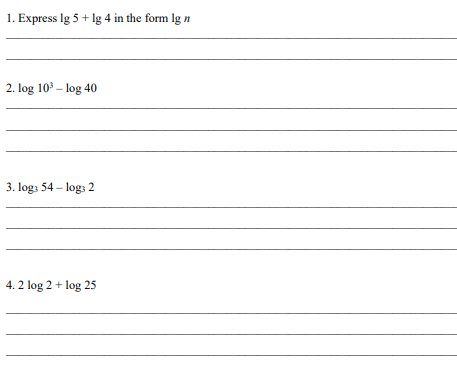 1. Express lg 5 + lg 4 in the form lg n
2. log 10³ – log 40
3. log₃ 54 – log₃ 2
4. 2 log 2 + log 25